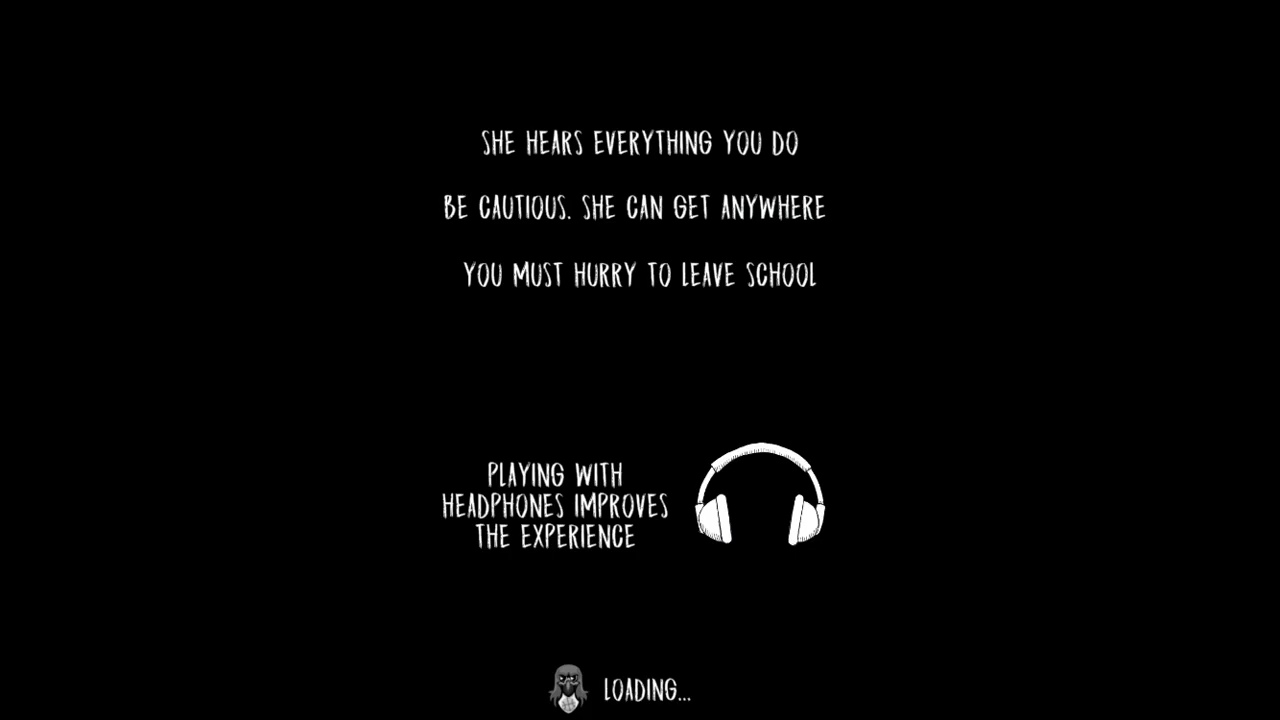 SHE HEARS EVERYTHING YOU DO
BE CAUTIOUS. SHE CAN GET ANYWHERE
YOU MUST HURRY TO LEAVE SCHOOL
PLAYING WITH
HEADPHONES IMPROVES
THE EXPERIENCE
LOADING...